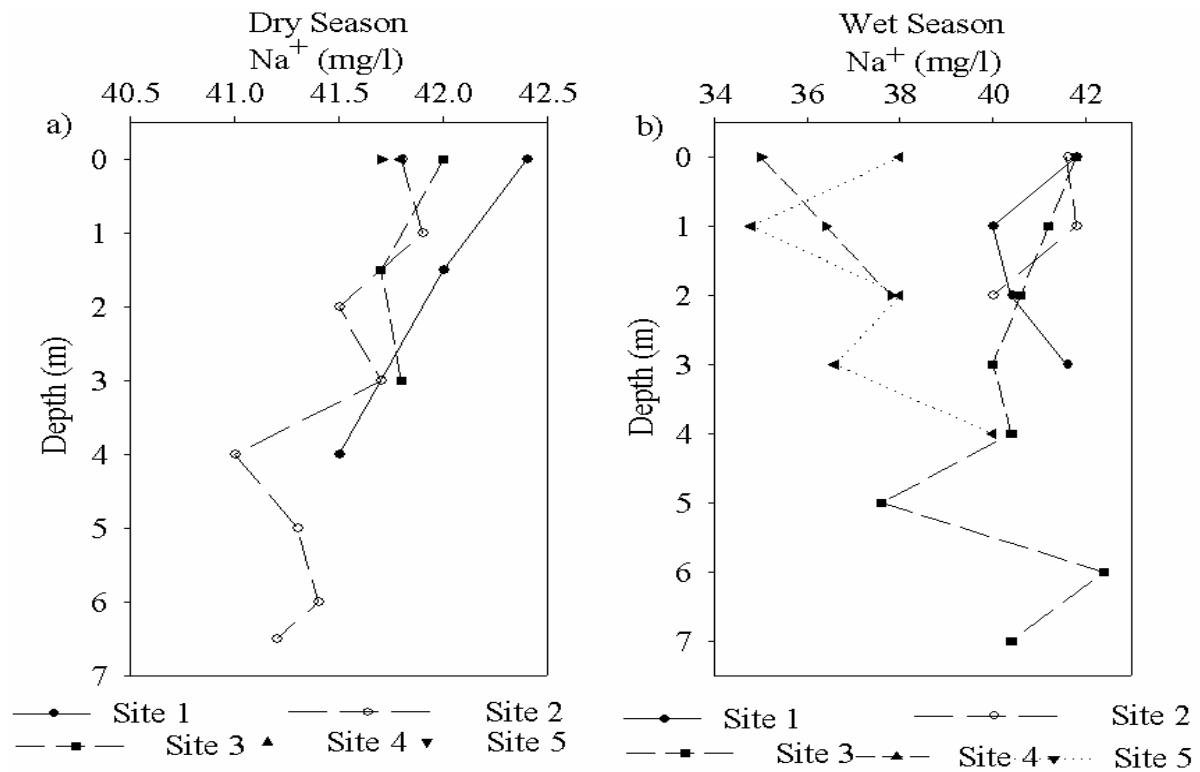 Dry Season
Na+ (mg/l)
40.5 41.0 41.5 42.0 42.5
a)
0
1
2
3
4
5
6
7
Depth (m)
Site 1 Site 2
Site 3 Site 4 Site 5
Wet Season
Na+ (mg/l)
34 36 38 40 42
b)
0
1
2
3
4
5
6
7
Depth (m)
Site 1 Site 2
Site 3 Site 4 Site 5